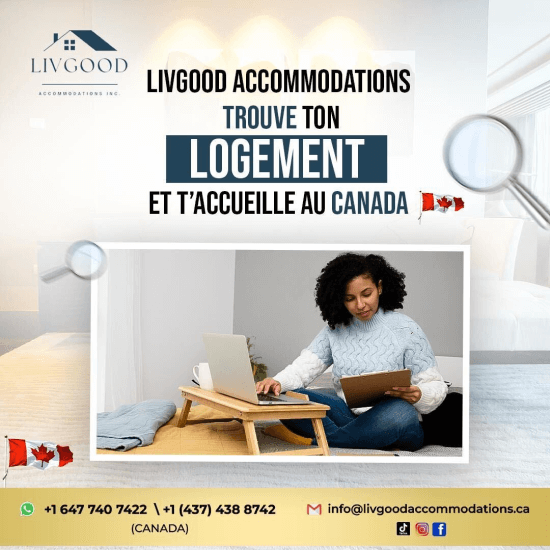 LIVGOOD
ACCOMMODATIONS INC.
LIVGOOD ACCOMMODATIONS
TROUVE TON
LOGEMENT
ET T’ACCUEILLE AU CANADA
+1 647 740 7422 \ +1 (437) 438 8742
(CANADA)
info@livgoodaccommodations.ca